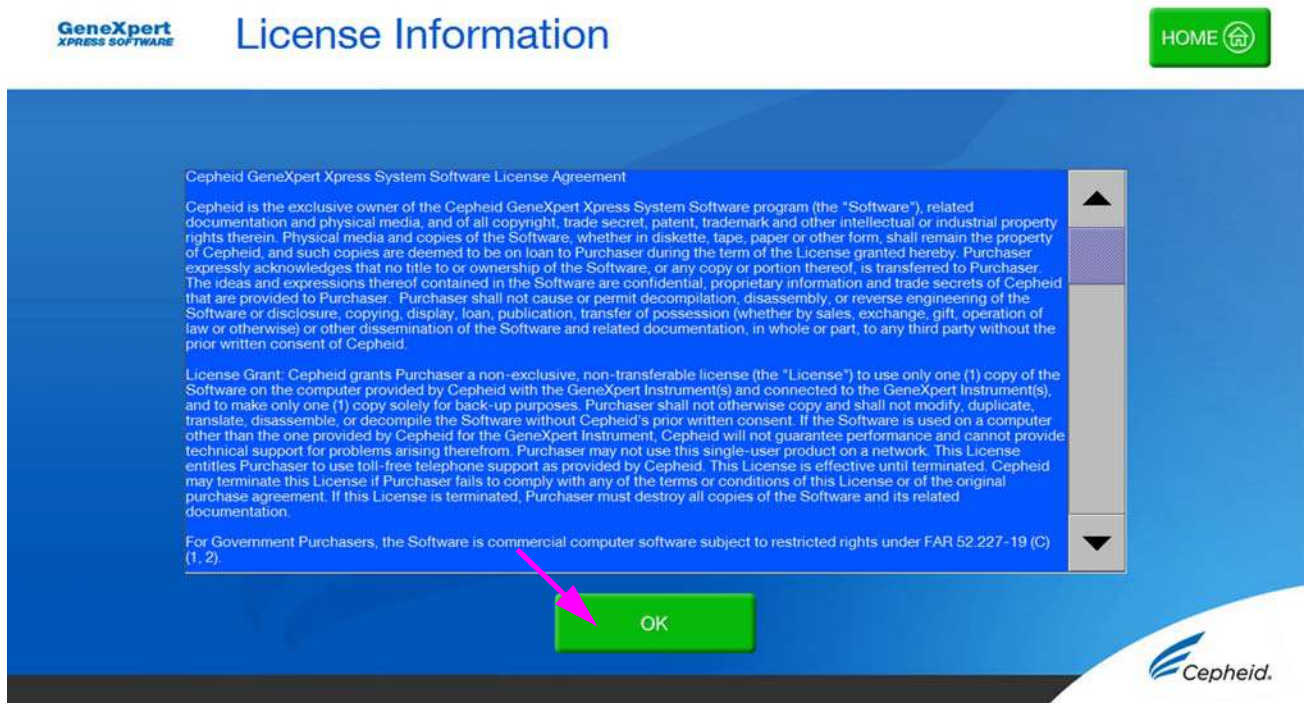 GeneXpert
XPRESS SOFTWARE
License Information
HOME
Cepheid GeneXpert Xpress System Software License Agreement
Cepheid is the exclusive owner of the Cepheid GeneXpert Xpress System Software program (the "Software"), related
documentation and physical media, and of all copyright, trade secret, patent, trademark and other intellectual or industrial property
rights therein. Physical media and copies of the Software, whether in diskette, tape, paper or other form, shall remain the property
of Cepheid, and such copies are deemed to be on loan to Purchaser during the term of the License granted hereby. Purchaser
expressly acknowledges that no title to or ownership of the Software, or any copy or portion thereof, is transferred to Purchaser.
The ideas and expressions thereof contained in the Software are confidential, proprietary information and trade secrets of Cepheid
that are provided to Purchaser. Purchaser shall not cause or permit decompilation, disassembly, or reverse engineering of the
Software or disclosure, copying, display, loan, publication, transfer of possession (whether by sales, exchange, gift, operation of
law or otherwise) or other dissemination of the Software and related documentation, in whole or part, to any third party without the
prior written consent of Cepheid.
License Grant: Cepheid grants Purchaser a non-exclusive, non-transferable license (the "License") to use only one (1) copy of the
Software on the computer provided by Cepheid with the GeneXpert Instrument(s) and connected to the GeneXpert Instrument(s),
and to make only one (1) copy solely for back-up purposes. Purchaser shall not otherwise copy and shall not modify, duplicate,
translate, disassemble, or decompile the Software without Cepheid's prior written consent. If the Software is used on a computer
other than the one provided by Cepheid for the GeneXpert Instrument, Cepheid will not guarantee performance and cannot provide
technical support for problems arising therefrom. Purchaser may not use this single-user product on a network. This License
entitles Purchaser to use toll-free telephone support as provided by Cepheid. This License is effective until terminated. Cepheid
may terminate this License if Purchaser fails to comply with any of the terms or conditions of this License or of the original
purchase agreement. If this License is terminated, Purchaser must destroy all copies of the Software and its related
documentation.
For Government Purchasers, the Software is commercial computer software subject to restricted rights under FAR 52.227-19 (C)
(1, 2).
OK
Cepheid.